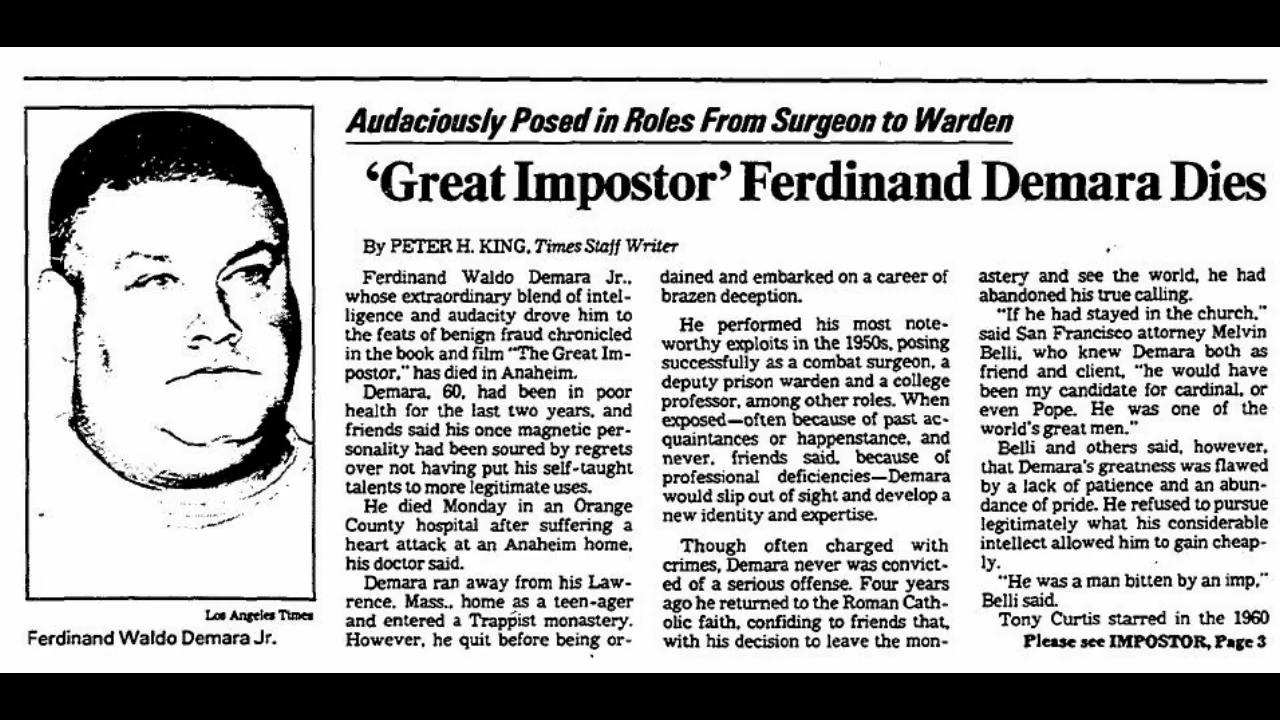 Audaciously Posed in Roles From Surgeon to Warden
'Great Impostor' Ferdinand Demara Dies
By PETER H. KING, Times Staff Writer
Ferdinand Waldo Demara Jr.,
whose extraordinary blend of intel-
ligence and audacity drove him to
the feats of benign fraud chronicled
in the book and film "The Great Im-
postor," has died in Anaheim.
Demara, 60, had been in poor
health for the last two years, and
friends said his once magnetic per-
sonality had been soured by regrets
over not having put his self-taught
talents to more legitimate uses.
He died Monday in an Orange
County hospital after suffering a
heart attack at an Anaheim home,
his doctor said.
Demara ran away from his Law-
rence, Mass., home as a teen-ager
and entered a Trappist monastery.
However, he quit before being or-
dained and embarked on a career of
brazen deception.
He performed his most note-
worthy exploits in the 1950s, posing
successfully as a combat surgeon, a
deputy prison warden and a college
professor, among other roles. When
exposed—often because of past ac-
quaintances or happenstance, and
never, friends said, because of
professional deficiencies—Demara
would slip out of sight and develop a
new identity and expertise.
Though often charged with
crimes, Demara never was convict-
ed of a serious offense. Four years
ago he returned to the Roman Cath-
olic faith, confiding to friends that,
with his decision to leave the mon-
astery and see the world, he had
abandoned his true calling.
"If he had stayed in the church,"
said San Francisco attorney Melvin
Belli, who knew Demara both as
friend and client, "he would have
been my candidate for cardinal, or
even Pope. He was one of the
world's great men."
Belli and others said, however,
that Demara's greatness was flawed
by a lack of patience and an abun-
dance of pride. He refused to pursue
legitimately what his considerable
intellect allowed him to gain cheap-
ly.
"He was a man bitten by an imp,"
Belli said.
Tony Curtis starred in the 1960
Please see IMPOSTOR, Page 3
Los Angeles Times
Ferdinand Waldo Demara Jr.